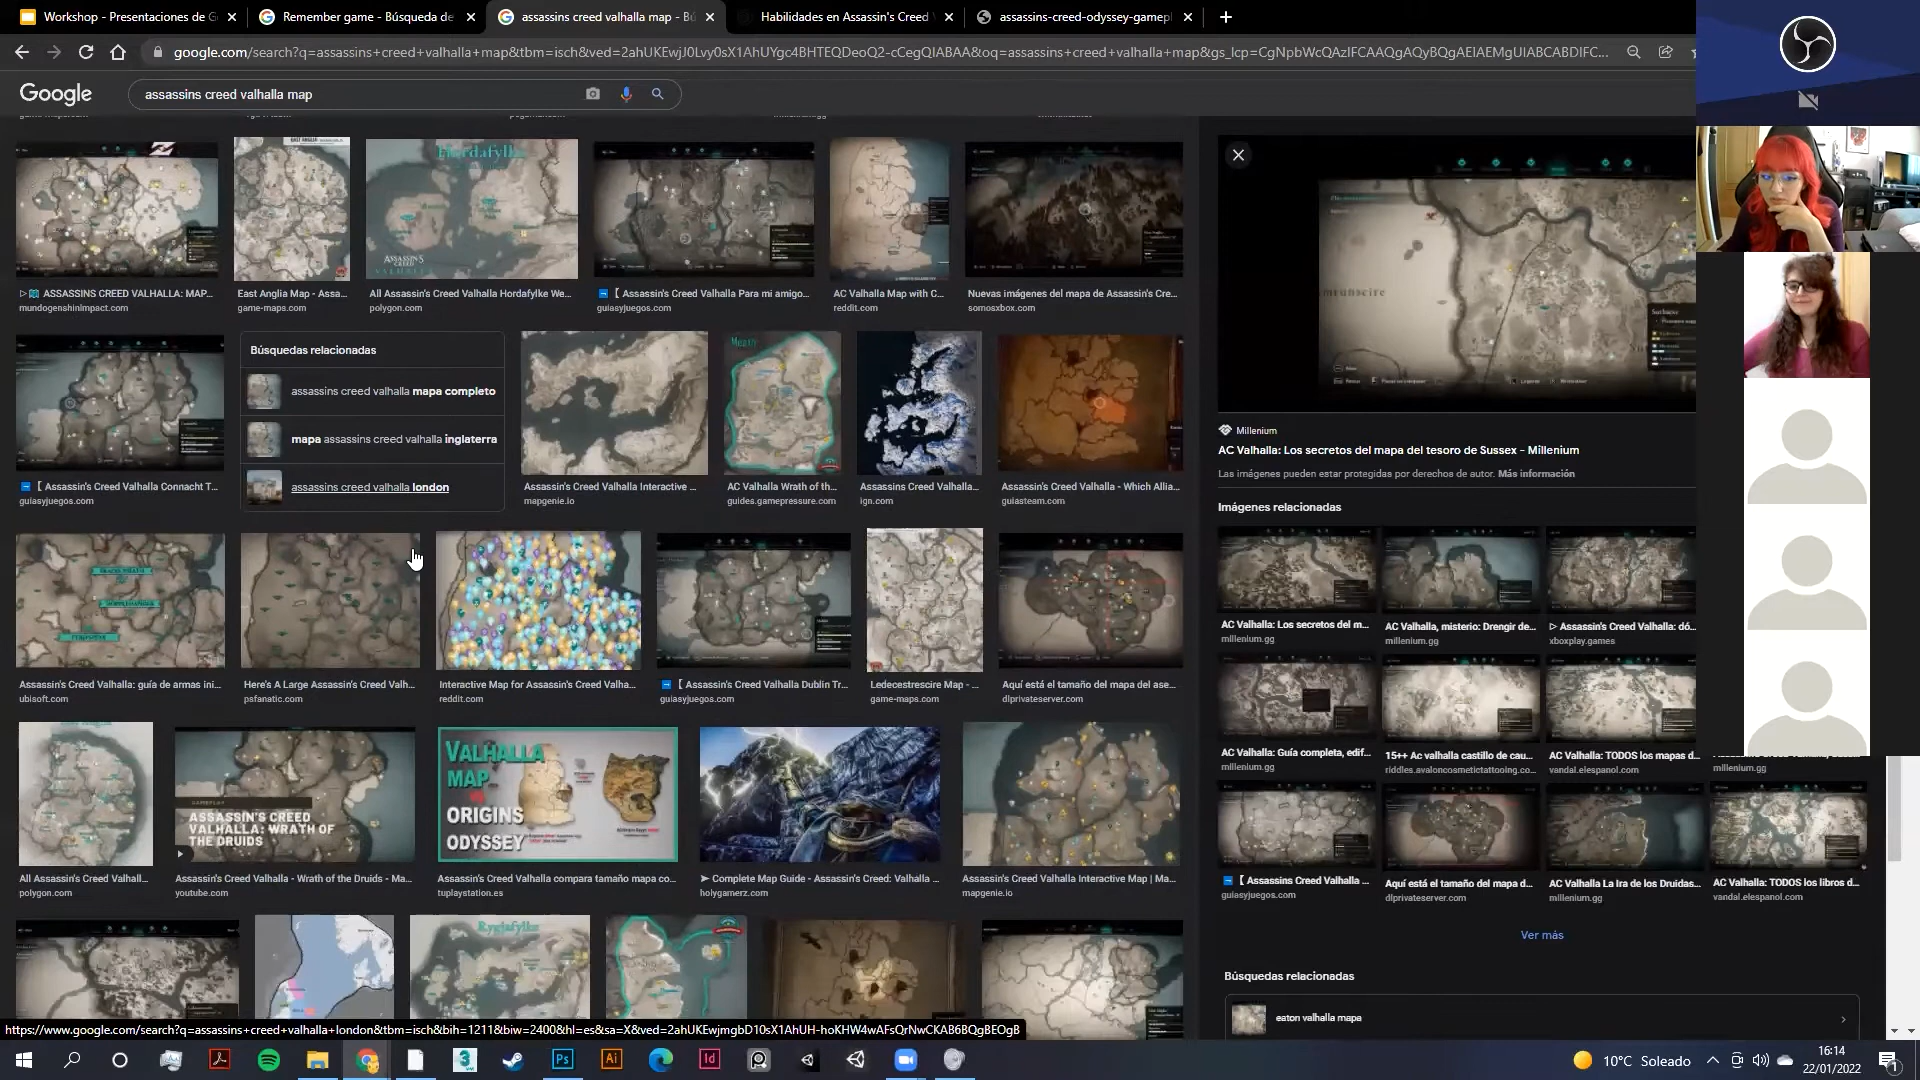 Workshop - Presentaciones de G
Remember game - Búsqueda de
assassins creed valhalla map - Bú
Habilidades en Assassin's Creed
assassins-creed-odyssey-gamepl
google.com/search?q=assassins+creed+valhalla+map&tbm=isch&ved=2ahUKEwjJ0Lvy0sX1AhUYgc4BHTEQDeoQ2-cCegQIABAA&oq=assassins+creed+valhalla+map&gs_lcp=CgNpbWcQAzIFCAAQgAQyBQgAEIAEMgUIABCABDIFC...
Google
assassins creed valhalla map
EAST ANGLIA
Hordafylke
ASSASSIN'S
CREED
VALHALLA
ASSASSINS CREED VALHALLA: MAP...
mundogenshinimpact.com
East Anglia Map - Assa...
game-maps.com
All Assassin's Creed Valhalla Hordafylke We...
polygon.com
【 Assassin's Creed Valhalla Para mi amigo...
guiasyjuegos.com
AC Valhalla Map with C...
reddit.com
Nuevas imágenes del mapa de Assassin's Cre...
somosxbox.com
【 Assassin's Creed Valhalla Connacht T...
guiasyjuegos.com
Búsquedas relacionadas
assassins creed valhalla mapa completo
mapa assassins creed valhalla inglaterra
assassins creed valhalla london
Assassin's Creed Valhalla Interactive ...
mapgenie.io
AC Valhalla Wrath of th...
guides.gamepressure.com
Assassins Creed Valhalla...
ign.com
Assassin's Creed Valhalla - Which Allia...
guiasteam.com
Assassin's Creed Valhalla: guía de armas ini...
ubisoft.com
Here's A Large Assassin's Creed Valh...
psfanatic.com
Interactive Map for Assassin's Creed Valha...
reddit.com
【 Assassin's Creed Valhalla Dublin Tr...
guiasyjuegos.com
Ledecestrescire Map - ...
game-maps.com
Aquí está el tamaño del mapa del ase...
dlprivateserver.com
GAMEPLAY
ASSASSIN'S CREED
VALHALLA: WRATH OF
THE DRUIDS
VALHALLA
MAP
VS
ORIGINS
ODYSSEY
All Assassin's Creed Valhall...
polygon.com
Assassin's Creed Valhalla - Wrath of the Druids - Ma...
youtube.com
Assassin's Creed Valhalla compara tamaño mapa co...
tuplaystation.es
► Complete Map Guide - Assassin's Creed: Valhalla ...
holygamerz.com
Assassin's Creed Valhalla Interactive Map | Ma...
mapgenie.io
Rygjafylke
Millenium
AC Valhalla: Los secretos del mapa del tesoro de Sussex - Millenium
Las imágenes pueden estar protegidas por derechos de autor. Más información
Imágenes relacionadas
AC Valhalla: Los secretos del m...
millenium.gg
AC Valhalla, misterio: Drengir de...
millenium.gg
▷ Assassin's Creed Valhalla: dó...
xboxplay.games
AC Valhalla: Guía completa, edif...
millenium.gg
15++ Ac valhalla castillo de cau...
riddles.avaloncosmetictattooing.co...
AC Valhalla: TODOS los mapas d...
vandal.elespanol.com
millenium.gg
【 Assassins Creed Valhalla ...
guiasyjuegos.com
Aquí está el tamaño del mapa d...
dlprivateserver.com
AC Valhalla La Ira de los Druidas...
millenium.gg
AC Valhalla: TODOS los libros d...
vandal.elespanol.com
Ver más
Búsquedas relacionadas
eaton valhalla mapa
https://www.google.com/search?q=assassins+creed+valhalla+london&tbm=isch&bih=1211&biw=2400&hl=es&sa=X&ved=2ahUKEwjmgbD10sX1AhUH-hoKHW4wAFsQrNwCKAB6BQgBEOgB
Ps
Ai
Id
10°C Soleado
16:14
22/01/2022
1